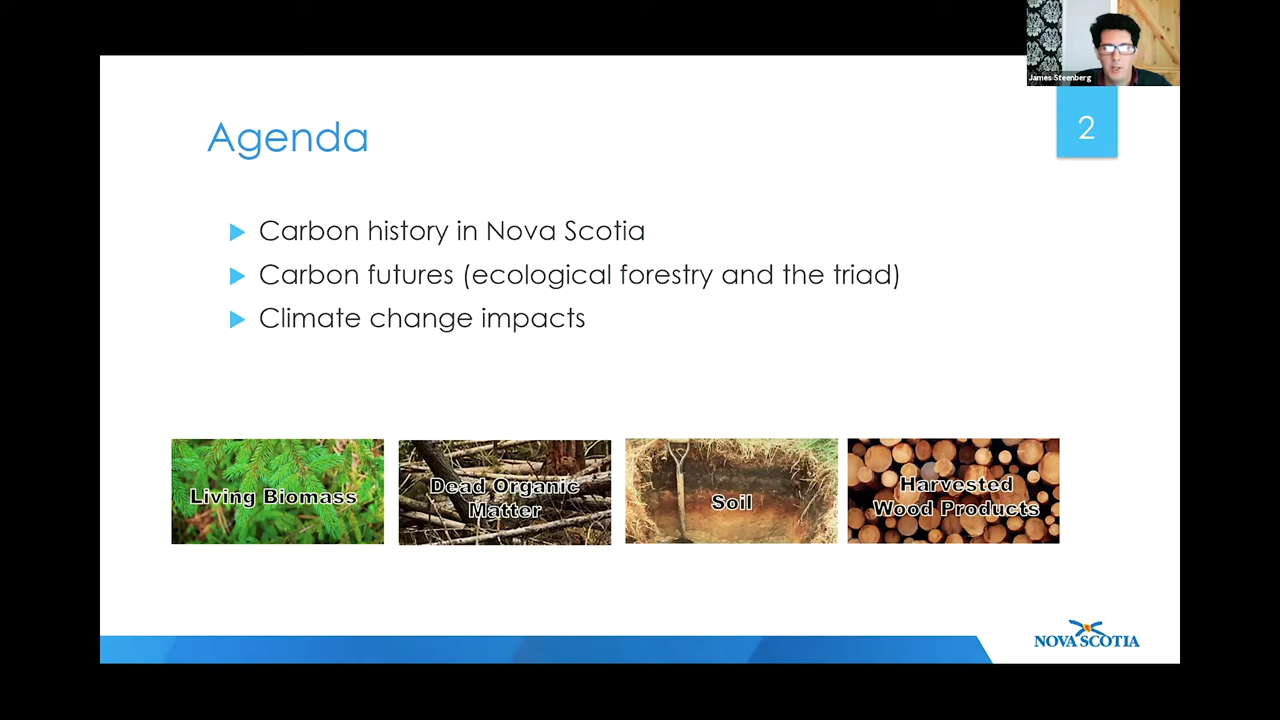 James Steenberg
2
Agenda
Carbon history in Nova Scotia
Carbon futures (ecological forestry and the triad)
Climate change impacts
Living Biomass
Dead Organic
Matter
Soil
Harvested
Wood Products
NOVA SCOTIA